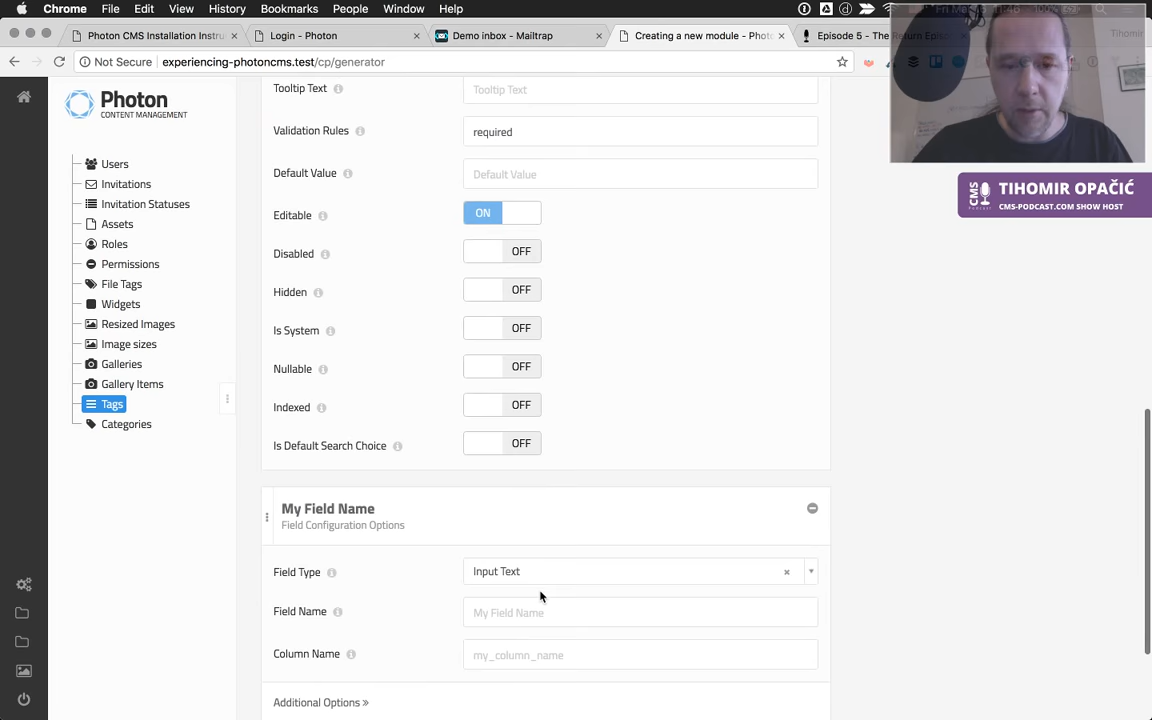 Chrome File Edit View History Bookmarks People Window Help
Photon CMS Installation Instru
Login - Photon
Demo inbox - Mailtrap
Creating a new module - Photo
Episode 5 - The Return Episo
Tihomir
Not Secure
experiencing-photoncms.test/cp/generator
Photon
CONTENT MANAGEMENT
Users
Invitations
Invitation Statuses
Assets
Roles
Permissions
File Tags
Widgets
Resized Images
Image sizes
Galleries
Gallery Items
Tags
Categories
Tooltip Text
Tooltip Text
Validation Rules
required
Default Value
Default Value
Editable
ON
Disabled
OFF
Hidden
OFF
Is System
OFF
Nullable
OFF
Indexed
OFF
Is Default Search Choice
OFF
My Field Name
Field Configuration Options
Field Type
Input Text
Field Name
My Field Name
Column Name
my_column_name
Additional Options »
CMS
TIHOMIR OPAČIĆ
CMS-PODCAST.COM SHOW HOST